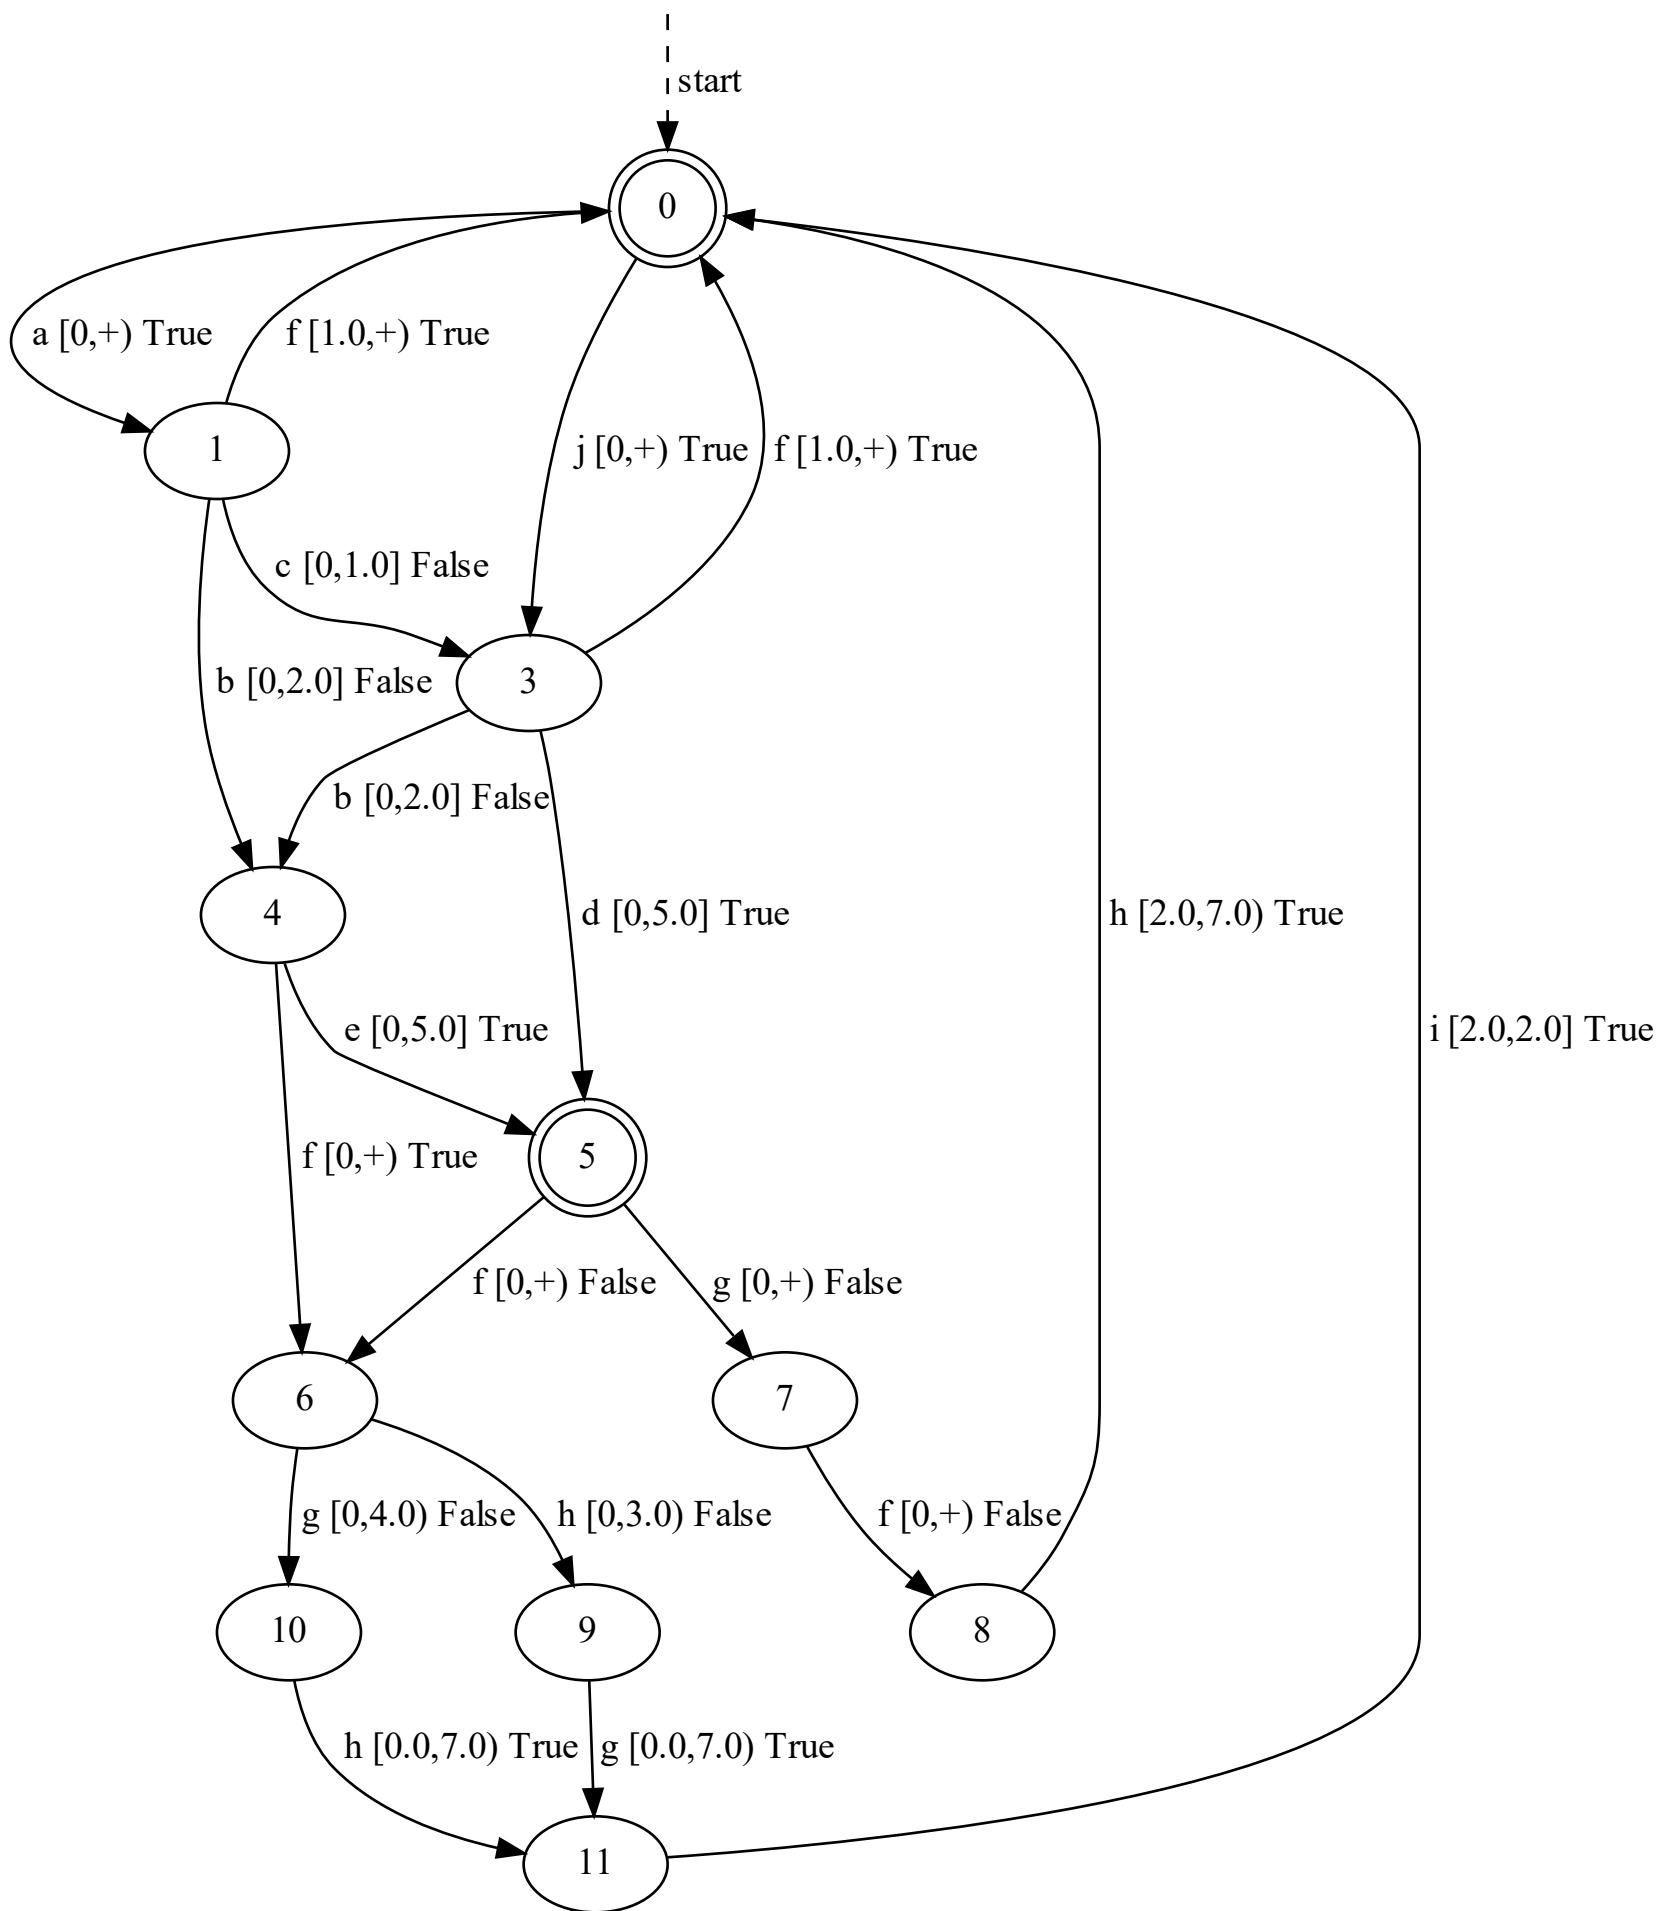 start
0
a [0,+) True
f [1.0,+) True
1
j [0,+) True
f [1.0,+) True
c [0,1.0] False
b [0,2.0] False
3
b [0,2.0] False
4
d [0,5.0] True
h [2.0,7.0) True
e [0,5.0] True
i [2.0,2.0] True
f [0,+) True
5
f [0,+) False
g [0,+) False
6
7
g [0,4.0) False
h [0,3.0) False
f [0,+) False
10
9
8
h [0.0,7.0) True
g [0.0,7.0) True
11